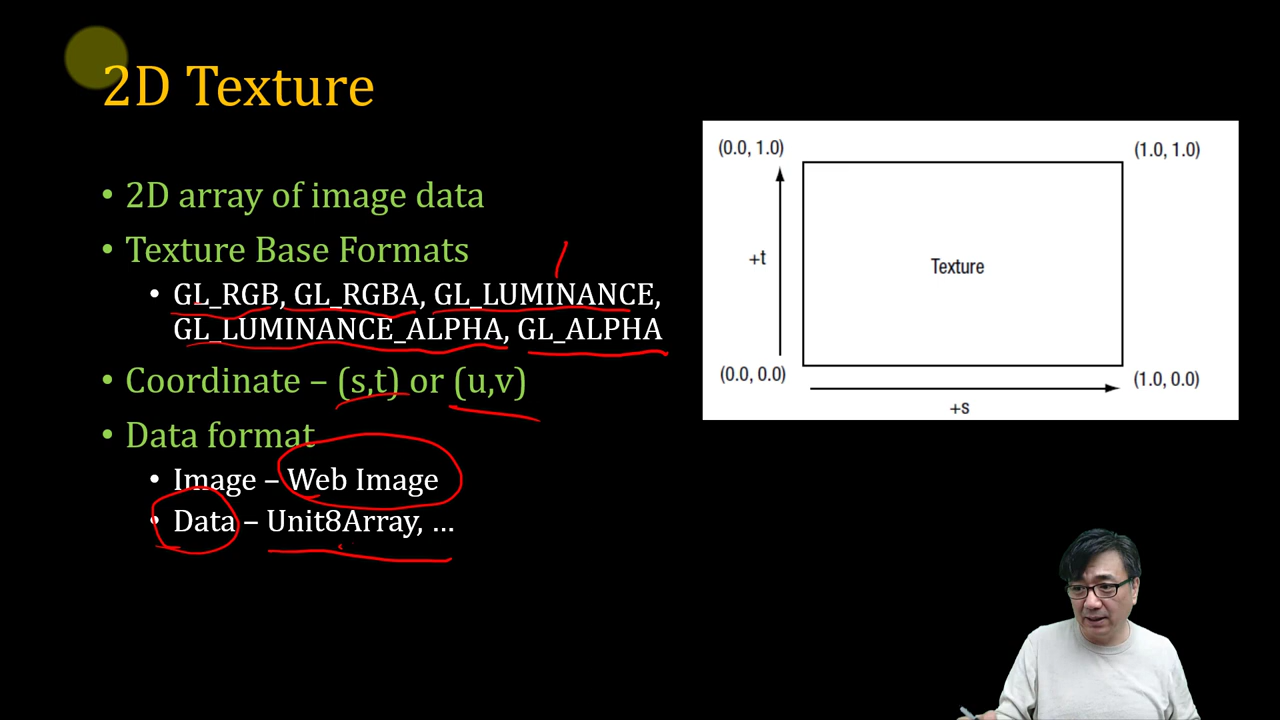 2D Texture
• 2D array of image data
• Texture Base Formats
• GL_RGB, GL_RGBA, GL_LUMINANCE,
GL_LUMINANCE_ALPHA, GL_ALPHA
• Coordinate – (s,t) or (u,v)
• Data format
• Image – Web Image
• Data – Unit8Array, …
(0.0, 1.0)
(1.0, 1.0)
+t
Texture
(0.0, 0.0)
(1.0, 0.0)
+s